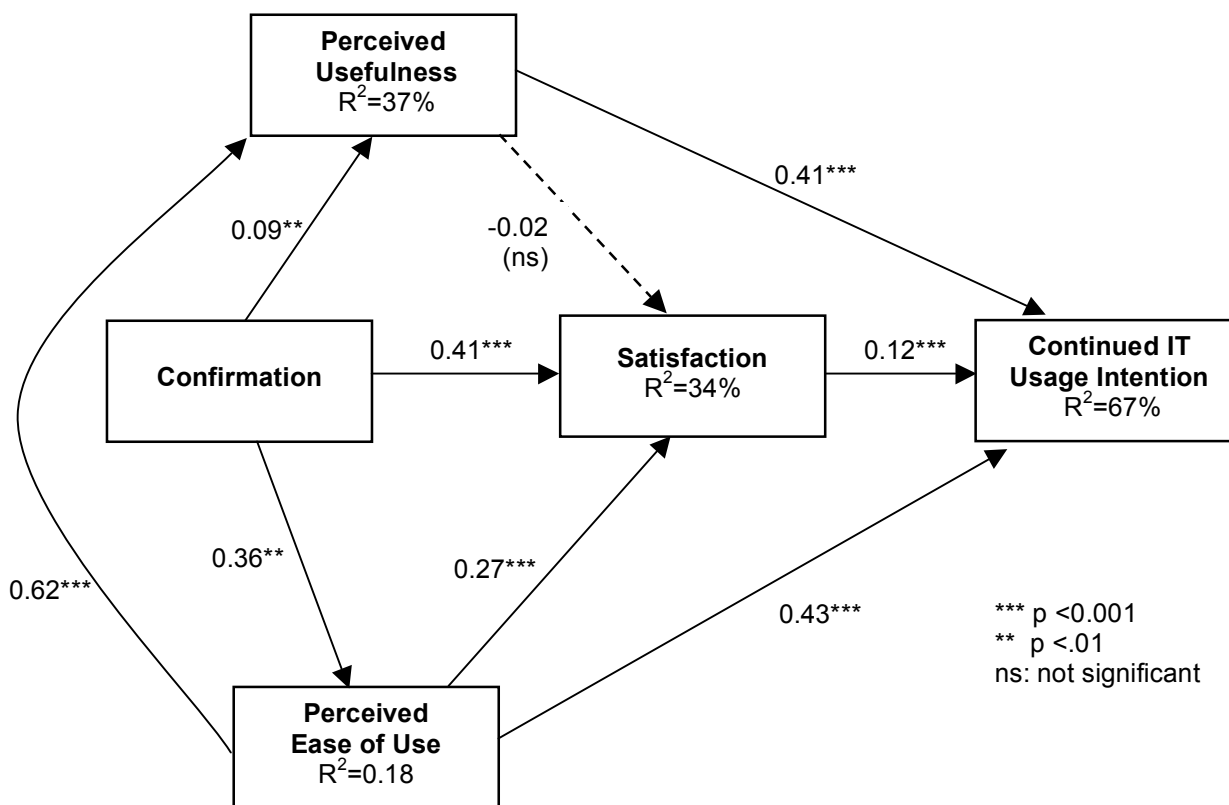 Perceived
Usefulness
R²=37%
0.41***
0.09**
-0.02
(ns)
Confirmation
0.41***
Satisfaction
R²=34%
0.12***
Continued IT
Usage Intention
R²=67%
0.36**
0.62***
0.27***
0.43***
*** p <0.001
** p <.01
ns: not significant
Perceived
Ease of Use
R²=0.18